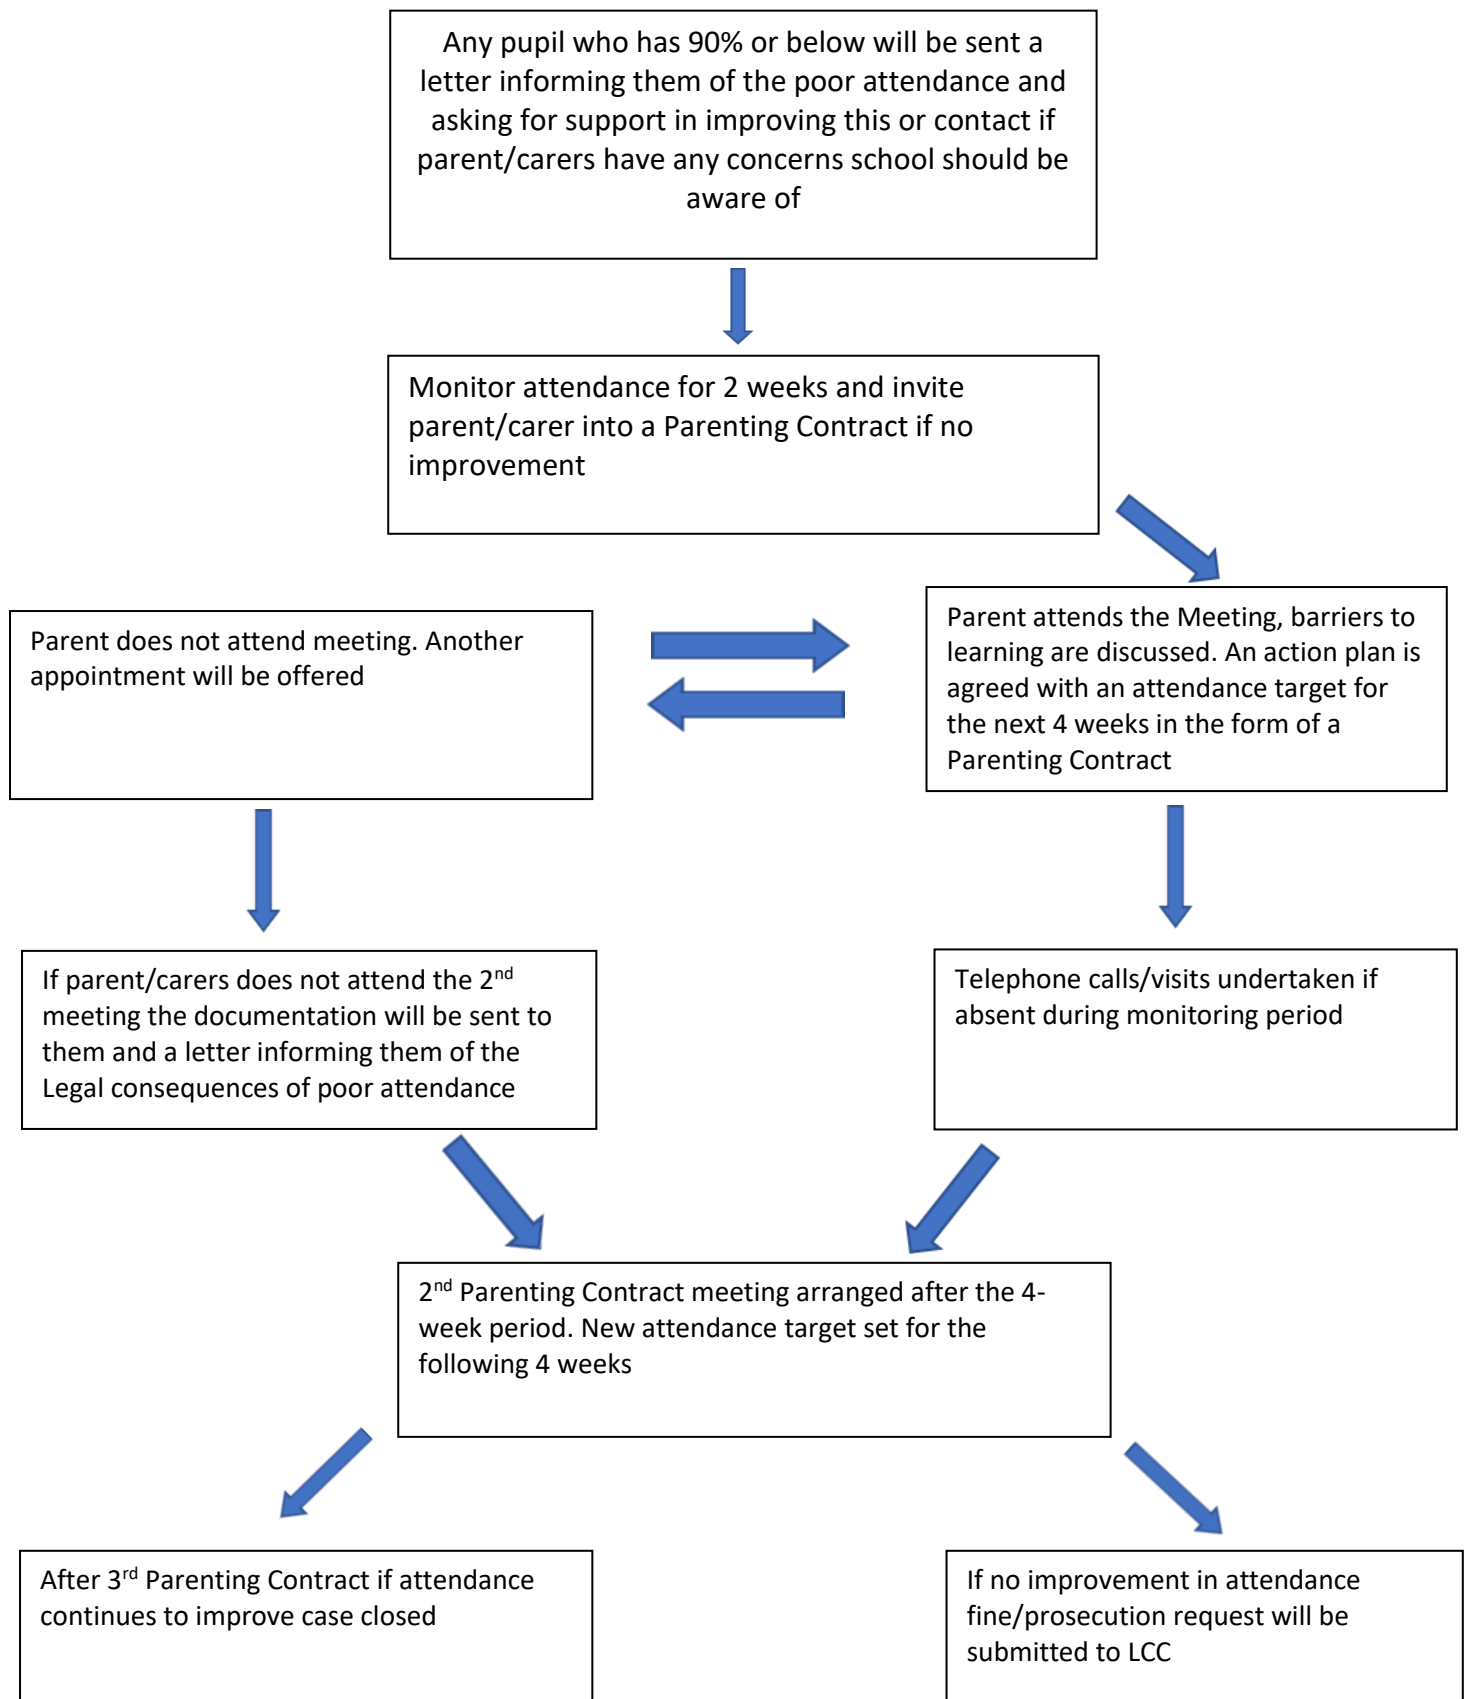 Any pupil who has 90% or below will be sent a
letter informing them of the poor attendance and
asking for support in improving this or contact if
parent/carers have any concerns school should be
aware of
Monitor attendance for 2 weeks and invite
parent/carer into a Parenting Contract if no
improvement
Parent does not attend meeting. Another
appointment will be offered
Parent attends the Meeting, barriers to
learning are discussed. An action plan is
agreed with an attendance target for
the next 4 weeks in the form of a
Parenting Contract
If parent/carers does not attend the 2nd
meeting the documentation will be sent to
them and a letter informing them of the
Legal consequences of poor attendance
Telephone calls/visits undertaken if
absent during monitoring period
2nd Parenting Contract meeting arranged after the 4-
week period. New attendance target set for the
following 4 weeks
After 3rd Parenting Contract if attendance
continues to improve case closed
If no improvement in attendance
fine/prosecution request will be
submitted to LCC